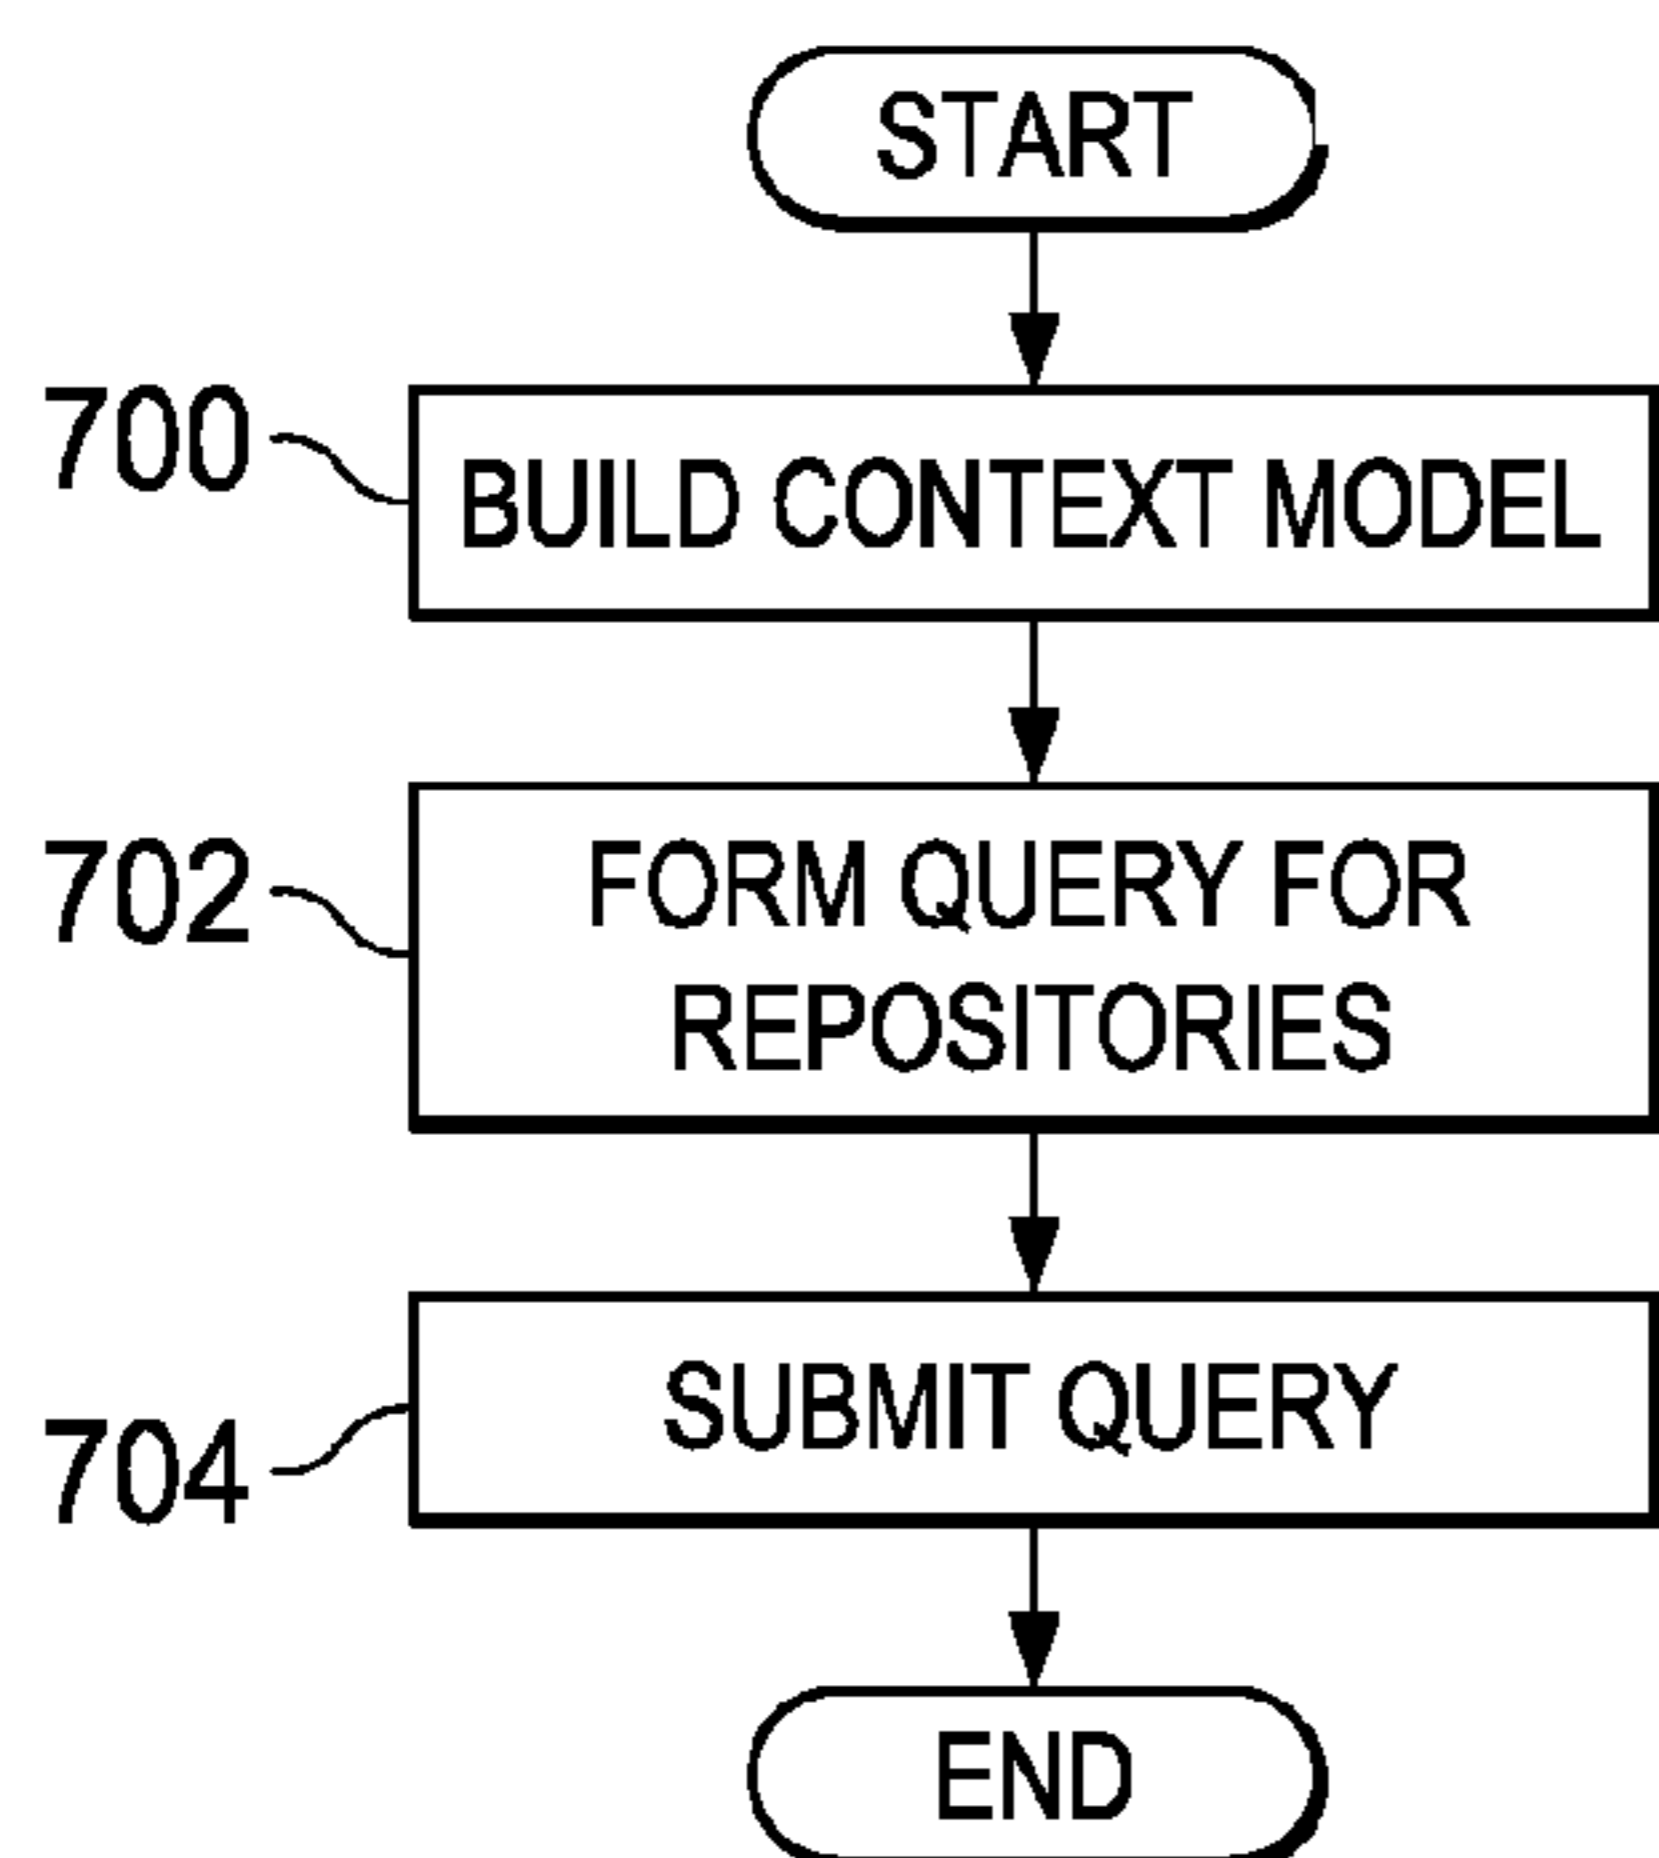 START
700
BUILD CONTEXT MODEL
702
FORM QUERY FOR
REPOSITORIES
704
SUBMIT QUERY
END